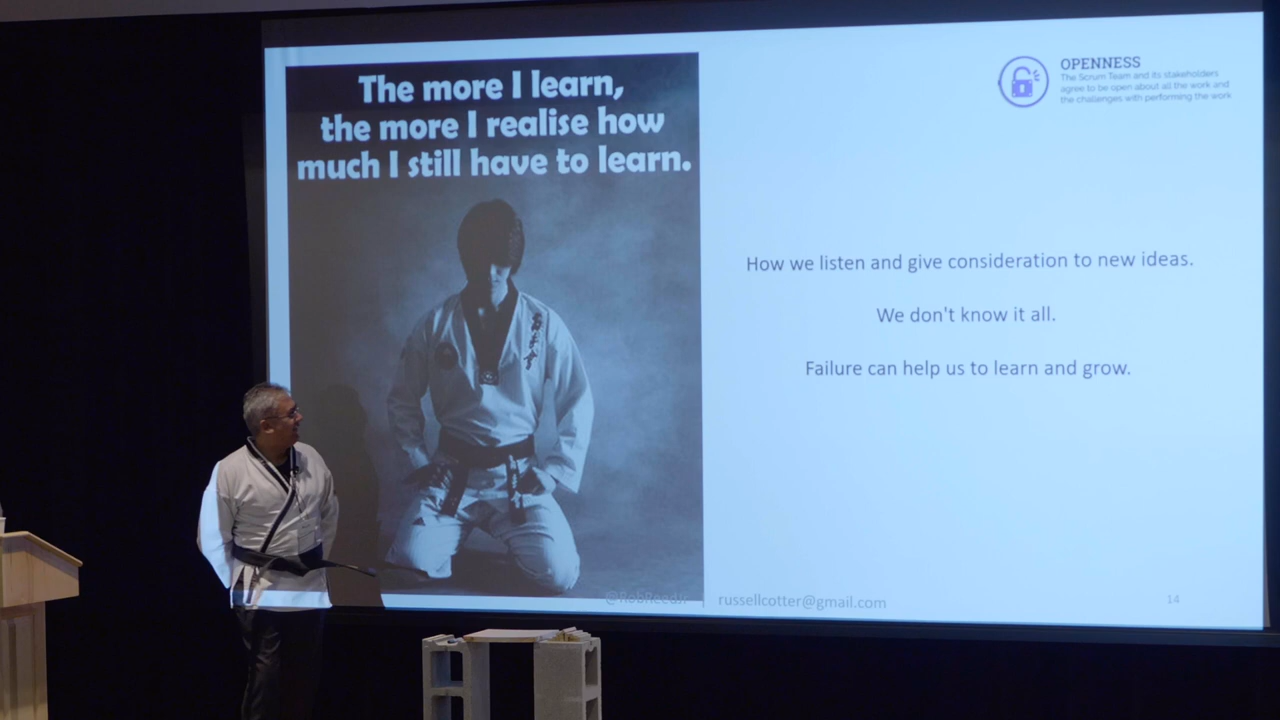 The more I learn,
the more I realise how
much I still have to learn.
OPENNESS
The Scrum Team and its stakeholders
agree to be open about all the work and
the challenges with performing the work
How we listen and give consideration to new ideas.
We don't know it all.
Failure can help us to learn and grow.
@RobReedJr
russellcotter@gmail.com
14